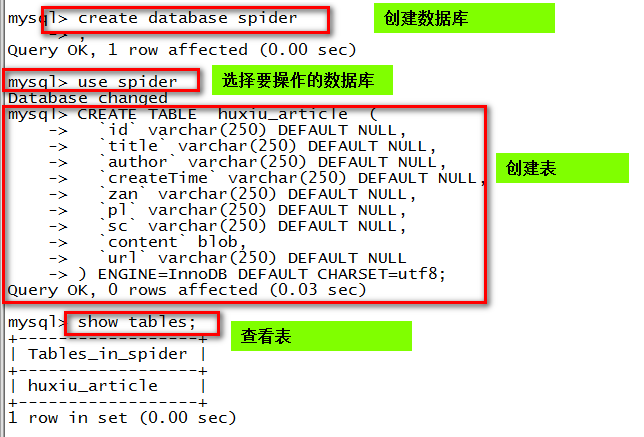 mysql> create database spider
创建数据库
-> ;
Query OK, 1 row affected (0.00 sec)
mysql> use spider
选择要操作的数据库
Database changed
mysql> CREATE TABLE  huxiu_article  (
-> `id` varchar(250) DEFAULT NULL,
-> `title` varchar(250) DEFAULT NULL,
-> `author` varchar(250) DEFAULT NULL,
-> `createTime` varchar(250) DEFAULT NULL,
创建表
-> `zan` varchar(250) DEFAULT NULL,
-> `pl` varchar(250) DEFAULT NULL,
-> `sc` varchar(250) DEFAULT NULL,
-> `content` blob,
-> `url` varchar(250) DEFAULT NULL
-> ) ENGINE=InnoDB DEFAULT CHARSET=utf8;
Query OK, 0 rows affected (0.03 sec)
mysql> show tables;
查看表
+------------------+
| Tables_in_spider |
+------------------+
| huxiu_article    |
+------------------+
1 row in set (0.00 sec)